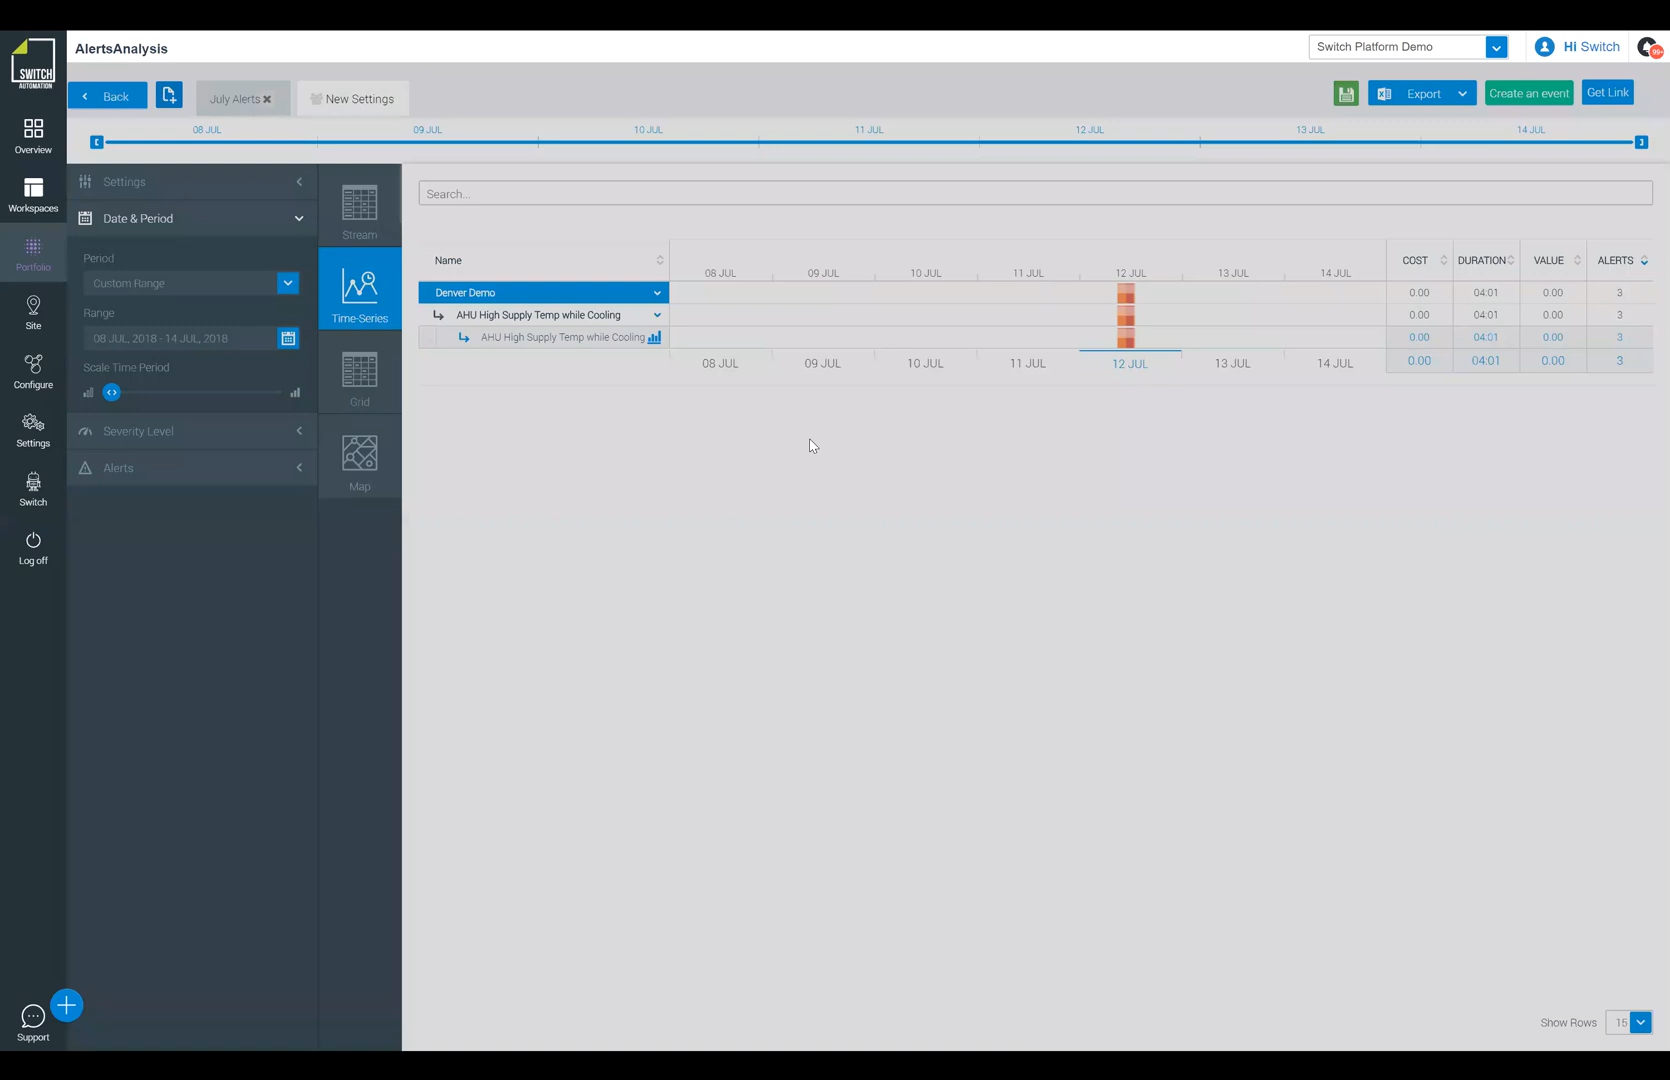 SWITCH
AUTOMATION
AlertsAnalysis
Switch Platform Demo
Hi Switch
99+
Back
July Alerts
New Settings
Export
Create an event
Get Link
08 JUL 09 JUL 10 JUL 11 JUL 12 JUL 13 JUL 14 JUL
Overview
Workspaces
Portfolio
Site
Configure
Settings
Switch
Log off
Support
Settings
Date & Period
Period
Custom Range
Range
08 JUL, 2018 - 14 JUL, 2018
Scale Time Period
Severity Level
Alerts
Stream
Time-Series
Grid
Map
Search...
Name 08 JUL 09 JUL 10 JUL 11 JUL 12 JUL 13 JUL 14 JUL COST DURATION VALUE ALERTS
Denver Demo 0.00 04:01 0.00 3
AHU High Supply Temp while Cooling 0.00 04:01 0.00 3
AHU High Supply Temp while Cooling 0.00 04:01 0.00 3
08 JUL 09 JUL 10 JUL 11 JUL 12 JUL 13 JUL 14 JUL 0.00 04:01 0.00 3
Show Rows 15